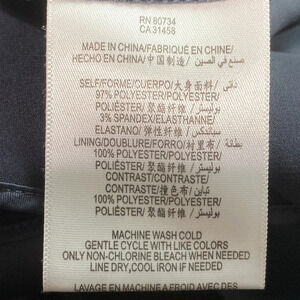 RN 80734
CA 31458
MADE IN CHINA/FABRIQUÉ EN CHINE/
HECHO EN CHINA/中国制造/ صنع في الصين
SELF/FORME/CUERPO/大身面料/ ذاتي
97% POLYESTER/POLYESTER/
POLIÉSTER/ 聚酯纤维 / بوليستر
3% SPANDEX/ELASTHANNE/
ELASTANO/ 弹性纤维 / سباندكس
LINING/DOUBLURE/FORRO/ 里布 / بطانة
100% POLYESTER/POLYESTER/
POLIÉSTER / 聚酯纤维 / بوليستر
CONTRAST/CONTRASTE/
CONTRASTE/ 撞色布 / تباين
100% POLYESTER/POLYESTER/
POLIÉSTER / 聚酯纤维 / بوليستر
MACHINE WASH COLD
GENTLE CYCLE WITH LIKE COLORS
ONLY NON-CHLORINE BLEACH WHEN NEEDED
LINE DRY, COOL IRON IF NEEDED
LAVAGE EN MACHINE A FROID AVEC DES